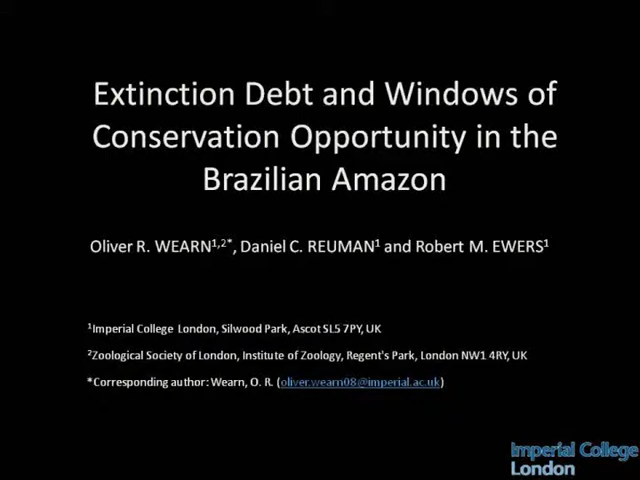 Extinction Debt and Windows of
Conservation Opportunity in the
Brazilian Amazon
Oliver R. WEARN1,2*, Daniel C. REUMAN1 and Robert M. EWERS1
1Imperial College London, Silwood Park, Ascot SL5 7PY, UK
2Zoological Society of London, Institute of Zoology, Regent's Park, London NW1 4RY, UK
*Corresponding author: Wearn, O. R. (oliver.wearn08@imperial.ac.uk)
Imperial College
London